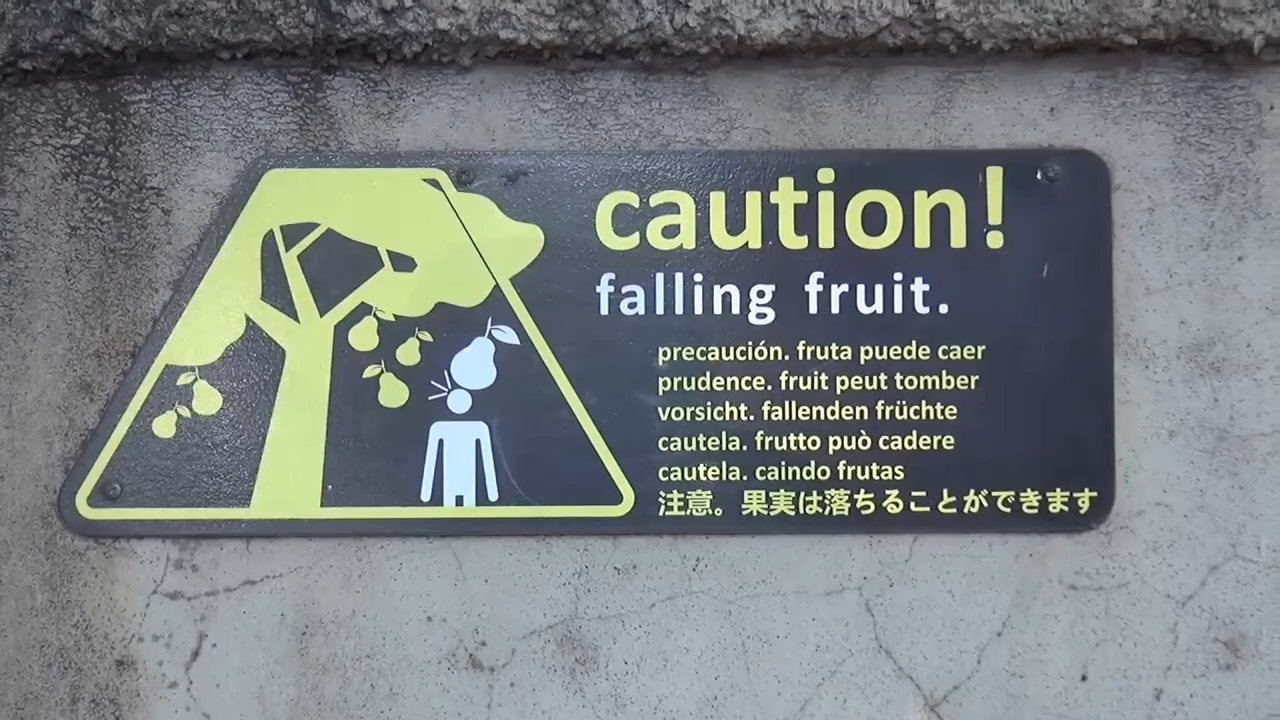 caution!
falling fruit.
precaución. fruta puede caer
prudence. fruit peut tomber
vorsicht. fallenden früchte
cautela. frutto può cadere
cautela. caindo frutas
注意。果実は落ちることができます